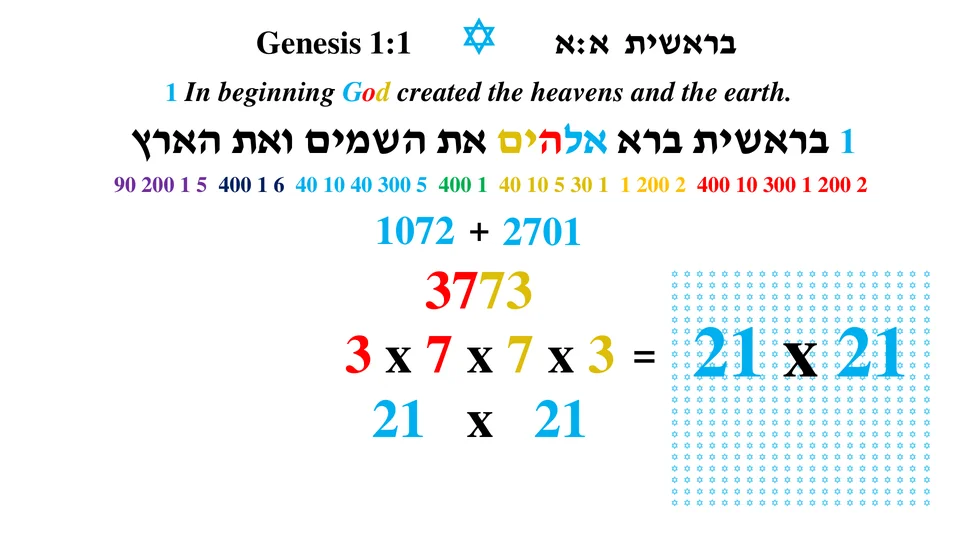 Genesis 1:1 ✡ בראשית א:א
1 In beginning God created the heavens and the earth.
1 בראשית ברא אלהים את השמים ואת הארץ
90 200 1 5 400 1 6 40 10 40 300 5 400 1 40 10 5 30 1 1 200 2 400 10 300 1 200 2
1072 + 2701
3773
3 x 7 x 7 x 3 = 21 x 21
21 x 21